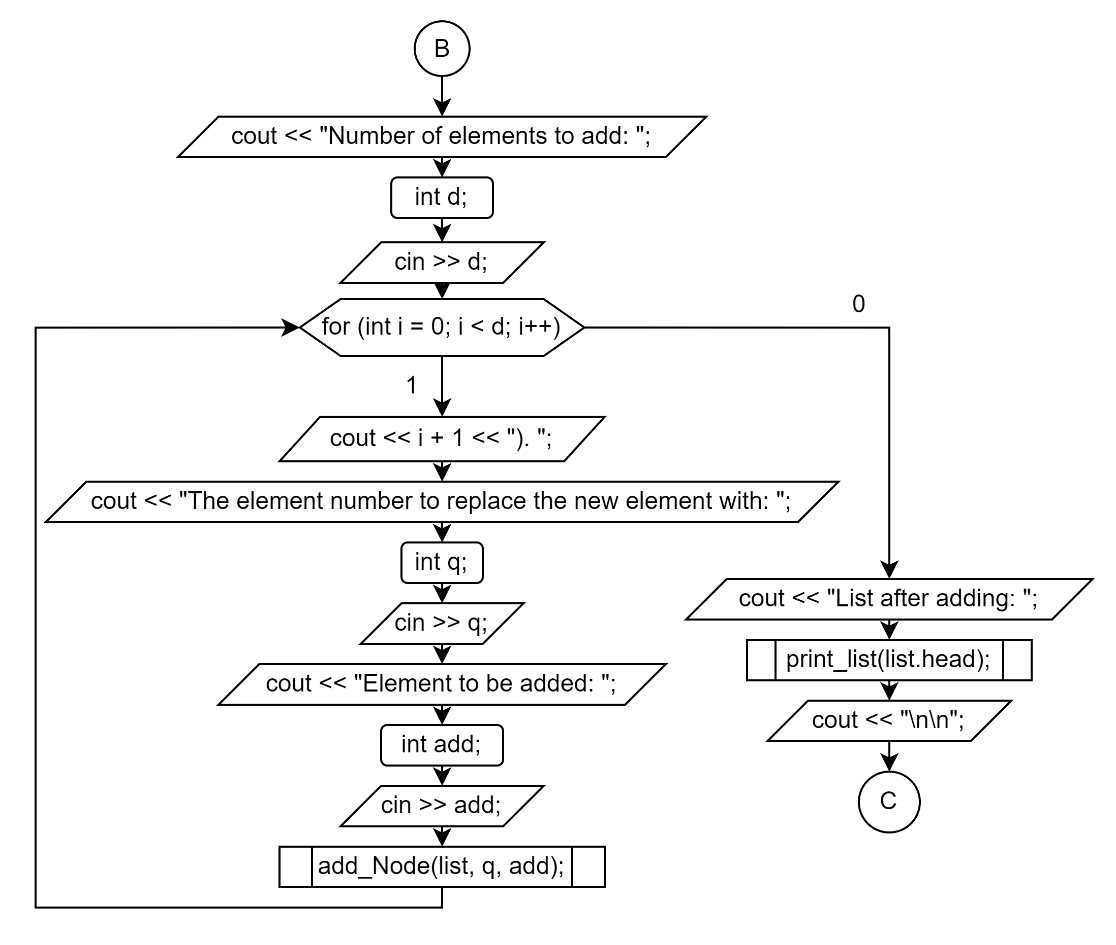 B
cout << "Number of elements to add: ";
int d;
cin >> d;
for (int i = 0; i < d; i++)
0
1
cout << i + 1 << "). ";
cout << "The element number to replace the new element with: ";
int q;
cin >> q;
cout << "Element to be added: ";
int add;
cin >> add;
add_Node(list, q, add);
cout << "List after adding: ";
print_list(list.head);
cout << "\n\n";
C